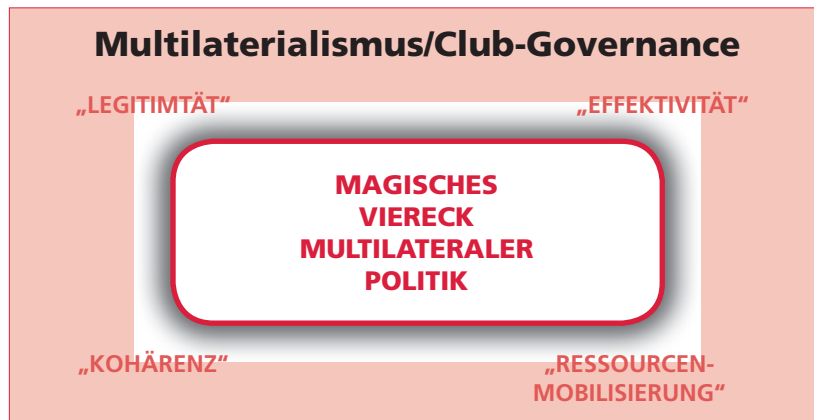 Multilaterialismus/Club-Governance
„LEGITIMTÄT“
„EFFEKTIVITÄT“
MAGISCHES
VIERECK
MULTILATERALER
POLITIK
„KOHÄRENZ“
„RESSOURCEN-
MOBILISIERUNG“